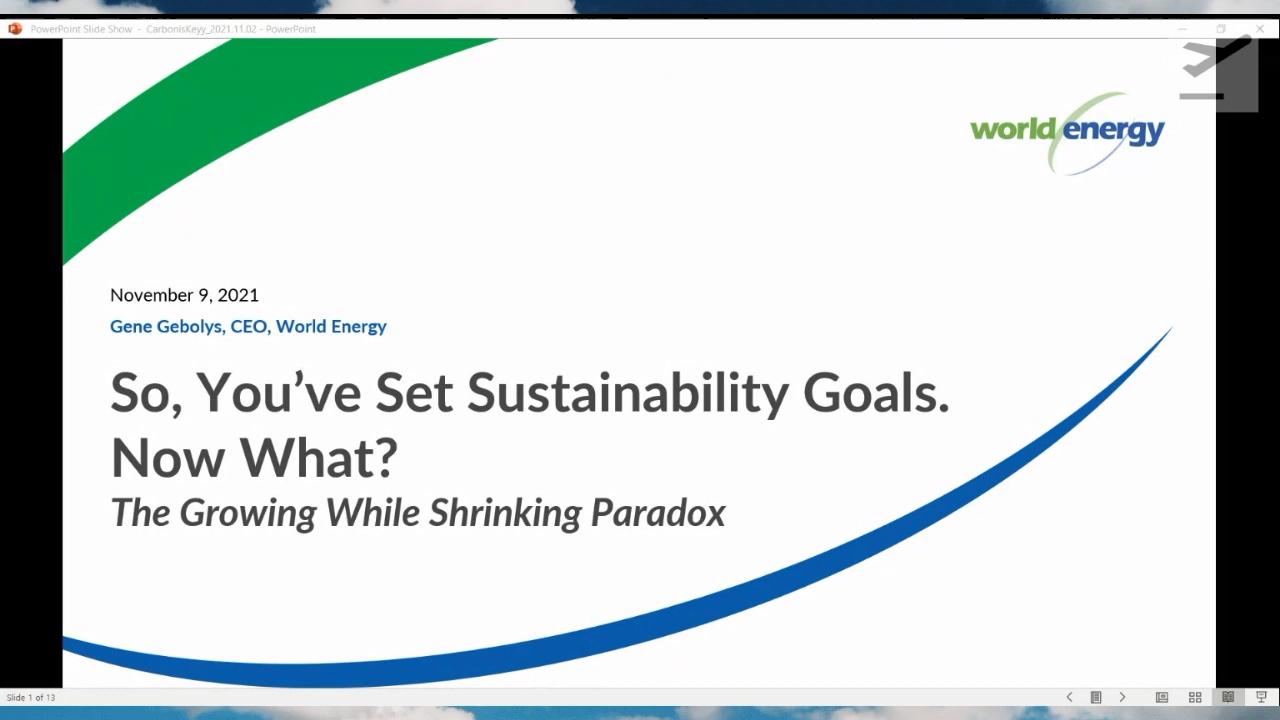 PowerPoint Slide Show - CarbonisKeyy_2021.11.02 - PowerPoint
world energy
November 9, 2021
Gene Gebolys, CEO, World Energy
So, You’ve Set Sustainability Goals.
Now What?
The Growing While Shrinking Paradox
Slide 1 of 13